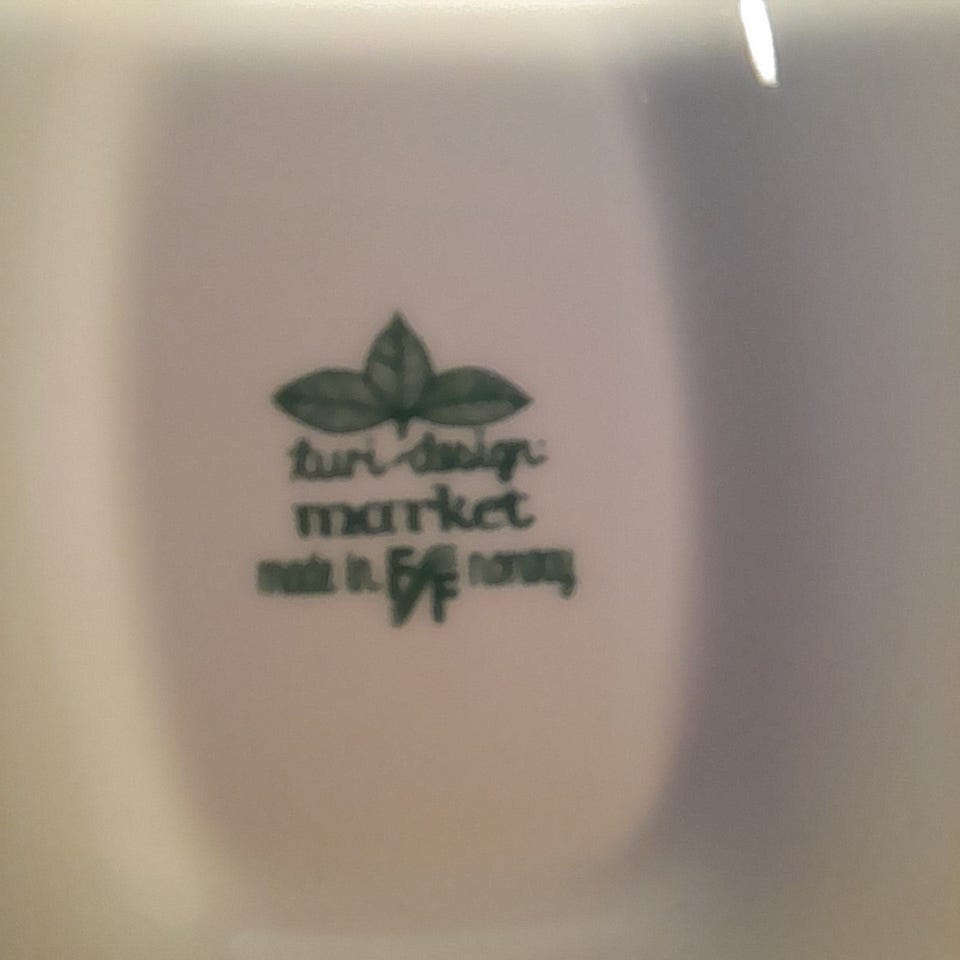 turi-design
market
made in F/F norway